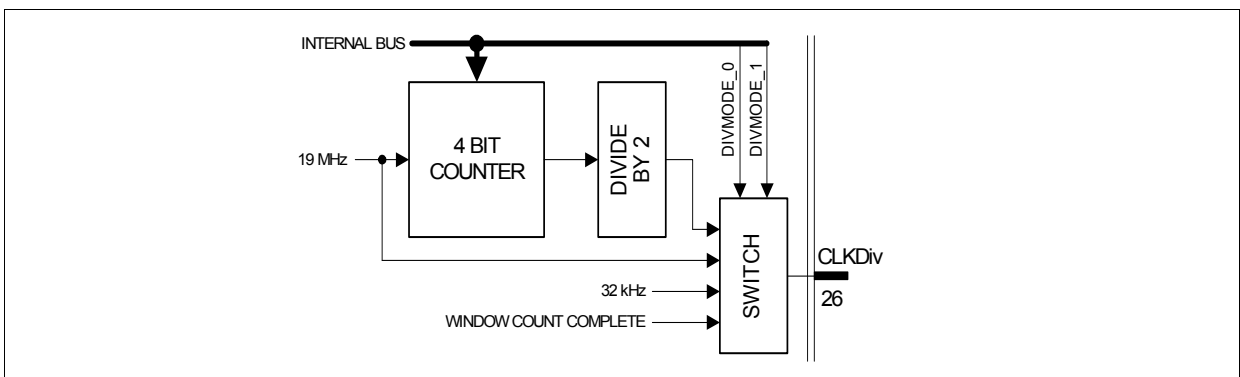 INTERNAL BUS
DIVMODE_0
DIVMODE_1
19 MHz
4 BIT
COUNTER
DIVIDE
BY 2
SWITCH
CLKDiv
26
32 kHz
WINDOW COUNT COMPLETE